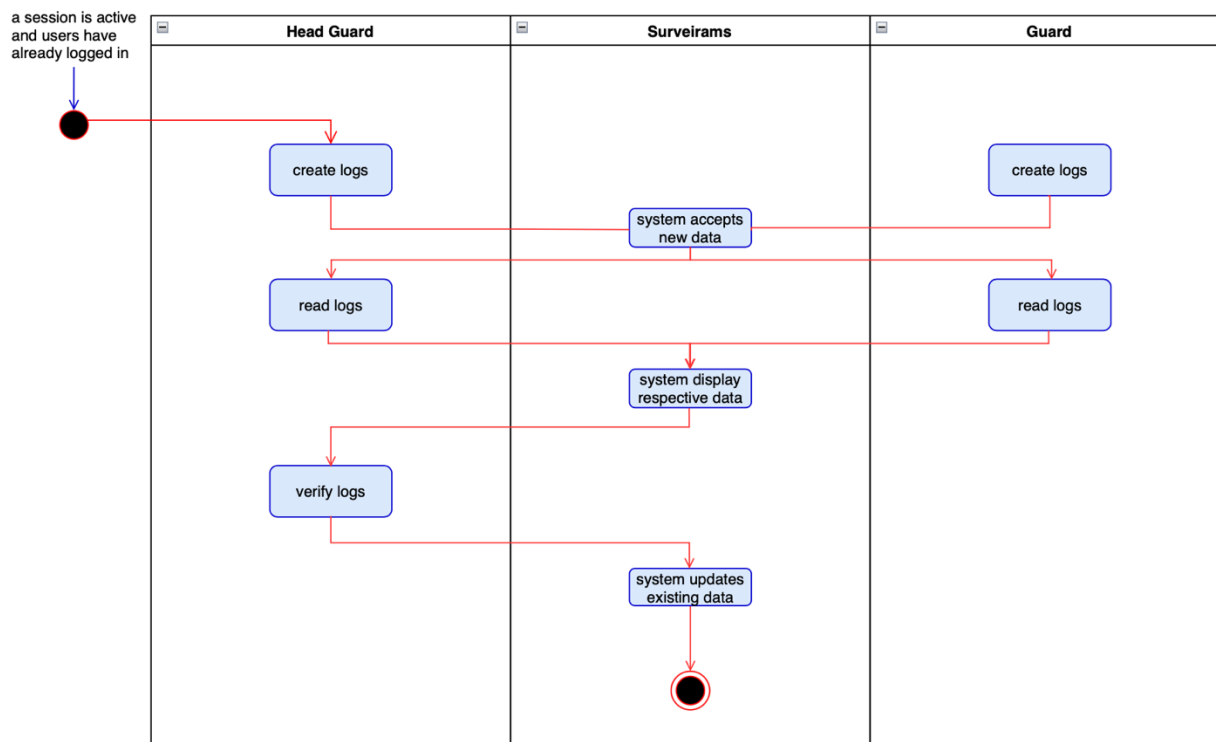 a session is active
and users have
already logged in
Head Guard
Surveirams
Guard
create logs
create logs
system accepts
new data
read logs
read logs
system display
respective data
verify logs
system updates
existing data